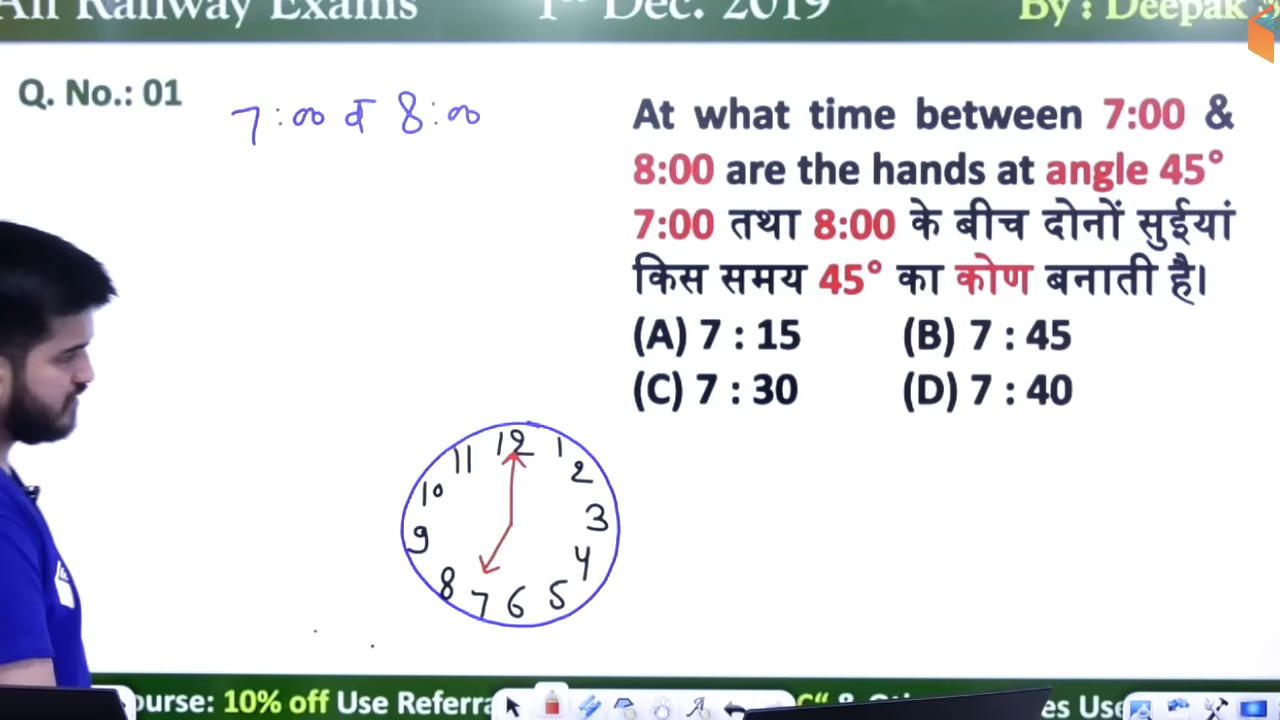 All Railway Exams 1st Dec. 2019 By : Deepak
Q. No.: 01
7:00 व 8:00
At what time between 7:00 &
8:00 are the hands at angle 45°
7:00 तथा 8:00 के बीच दोनों सुईयां
किस समय 45° का कोण बनाती है।
(A) 7 : 15 (B) 7 : 45
(C) 7 : 30 (D) 7 : 40
11 12 1
10 2
9 3
8 4
7 6 5
ourse: 10% off Use Referra
es Use